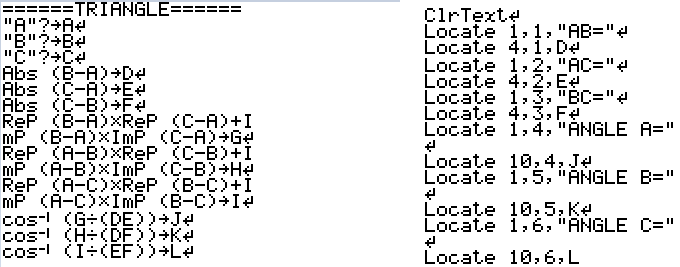 ======TRIANGLE======
"A"?→A↵
"B"?→B↵
"C"?→C↵
Abs (B-A)→D↵
Abs (C-A)→E↵
Abs (C-B)→F↵
ReP (B-A)×ReP (C-A)+I
mP (B-A)×ImP (C-A)→G↵
ReP (A-B)×ReP (C-B)+I
mP (A-B)×ImP (C-B)→H↵
ReP (A-C)×ReP (B-C)+I
mP (A-C)×ImP (B-C)→I↵
cos⁻¹ (G÷(DE))→J↵
cos⁻¹ (H÷(DF))→K↵
cos⁻¹ (I÷(EF))→L↵
ClrText↵
Locate 1,1,"AB="↵
Locate 4,1,D↵
Locate 1,2,"AC="↵
Locate 4,2,E↵
Locate 1,3,"BC="↵
Locate 4,3,F↵
Locate 1,4,"ANGLE A="
↵
Locate 10,4,J↵
Locate 1,5,"ANGLE B="
↵
Locate 10,5,K↵
Locate 1,6,"ANGLE C="
↵
Locate 10,6,L